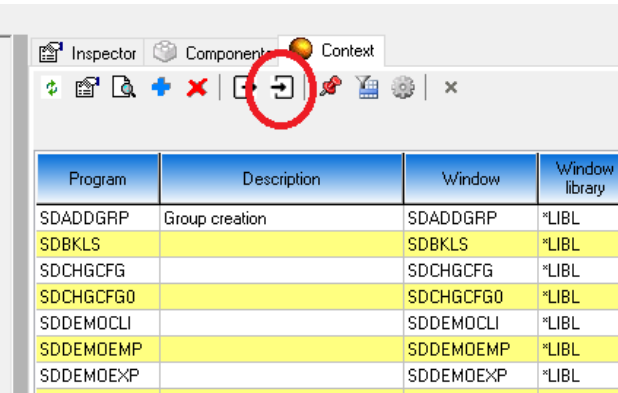 Inspector Components Context
Program Description Window Window library
SDADDGRP Group creation SDADDGRP *LIBL
SDBKLS SDBKLS *LIBL
SDCHGCFG SDCHGCFG *LIBL
SDCHGCFG0 SDCHGCFG0 *LIBL
SDDEMOCLI SDDEMOCLI *LIBL
SDDEMOEMP SDDEMOEMP *LIBL
SDDEMOEXP SDDEMOEXP *LIBL